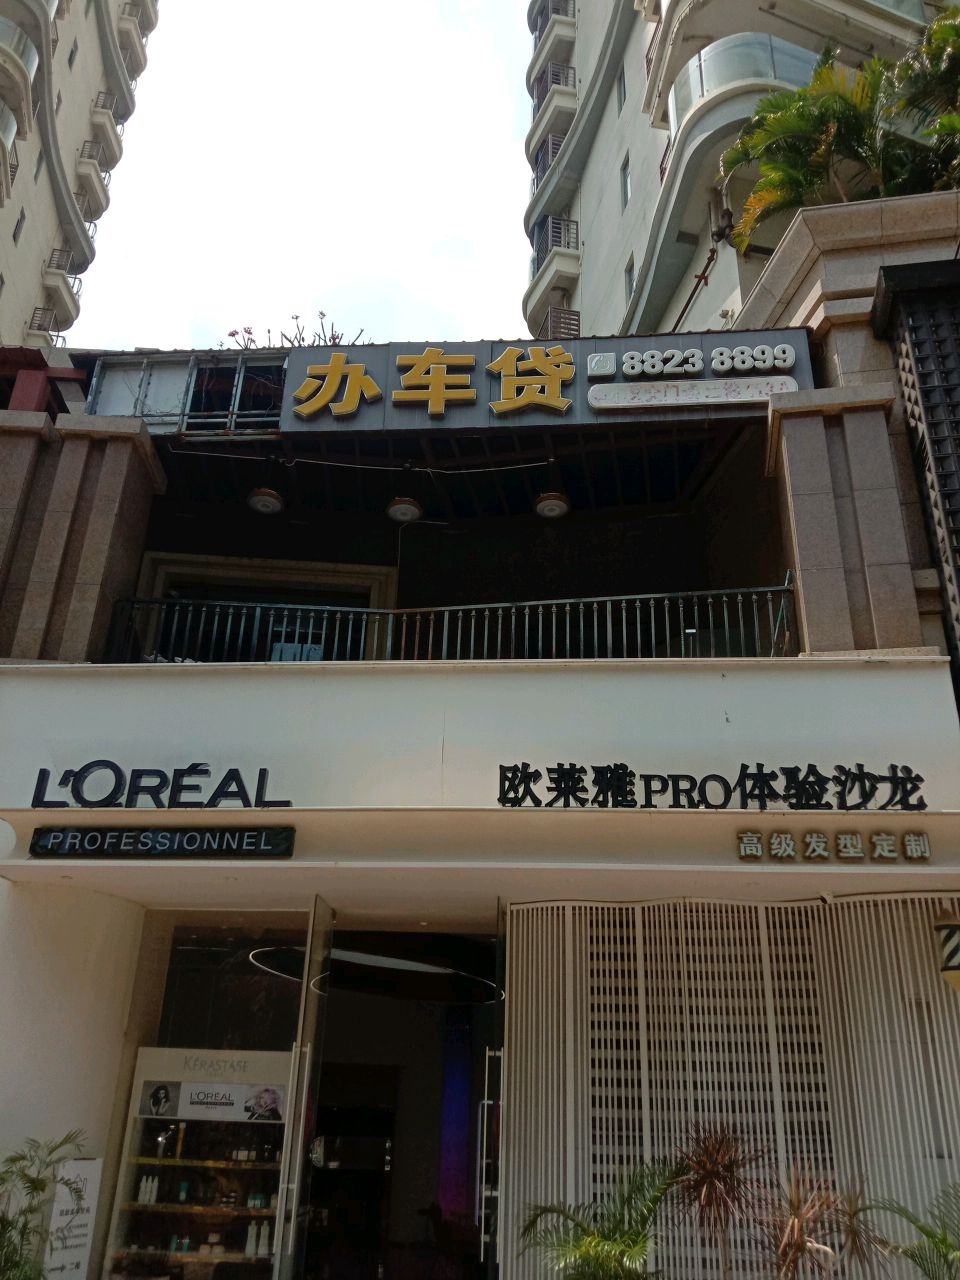 办车贷
8823 8899
L'ORÉAL
PROFESSIONNEL
欧莱雅PRO体验沙龙
高级发型定制
KÉRASTASE
L'ORÉAL